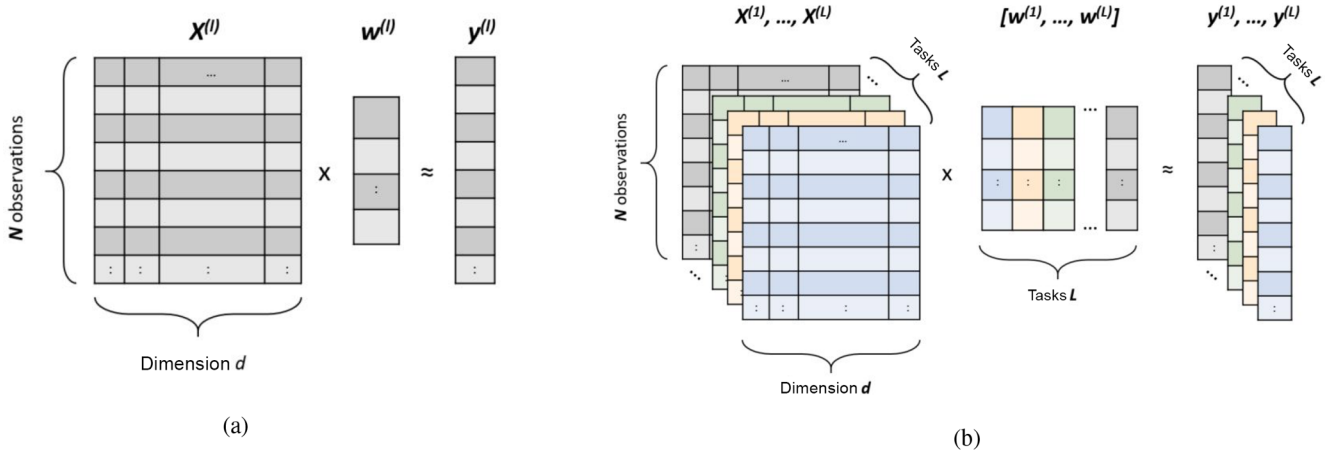 X(l)
w(l)
y(l)
...
N observations
: : : :
:
:
x
≈
Dimension d
(a)
X(1), ..., X(L)
[w(1), ..., w(L)]
y(1), ..., y(L)
Tasks L
Tasks L
...
...
...
...
N observations
...
:
...
: : : :
x
...
: : : :
...
Tasks L
≈
:
...
:
Dimension d
(b)